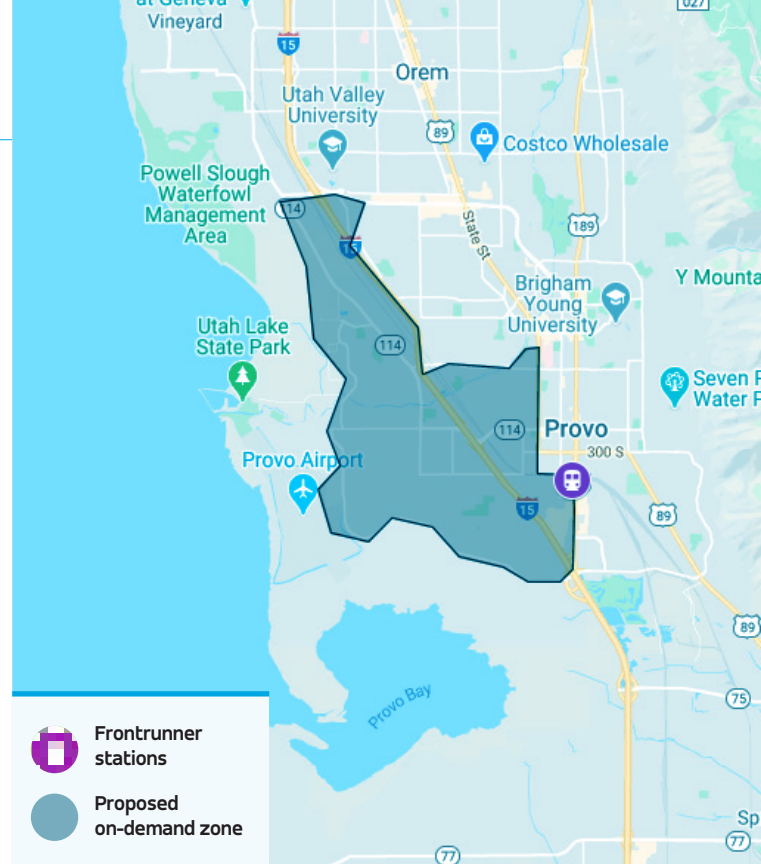 at Geneva
Vineyard
027
15
Orem
Utah Valley
University
89
Costco Wholesale
Powell Slough
Waterfowl
Management
Area
114
State St
189
15
Brigham
Young
University
Y Mounta
Utah Lake
State Park
114
Seven P
Water P
114
Provo
300 S
Provo Airport
15
89
89
Provo Bay
75
Frontrunner
stations
Proposed
on-demand zone
Sp
77
77